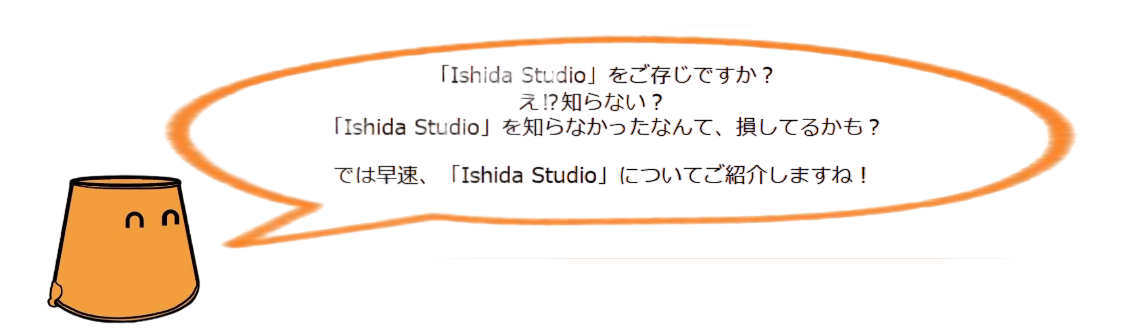 「Ishida Studio」をご存じですか？
え⁉知らない？
「Ishida Studio」を知らなかったなんて、損してるかも？
では早速、「Ishida Studio」についてご紹介しますね！